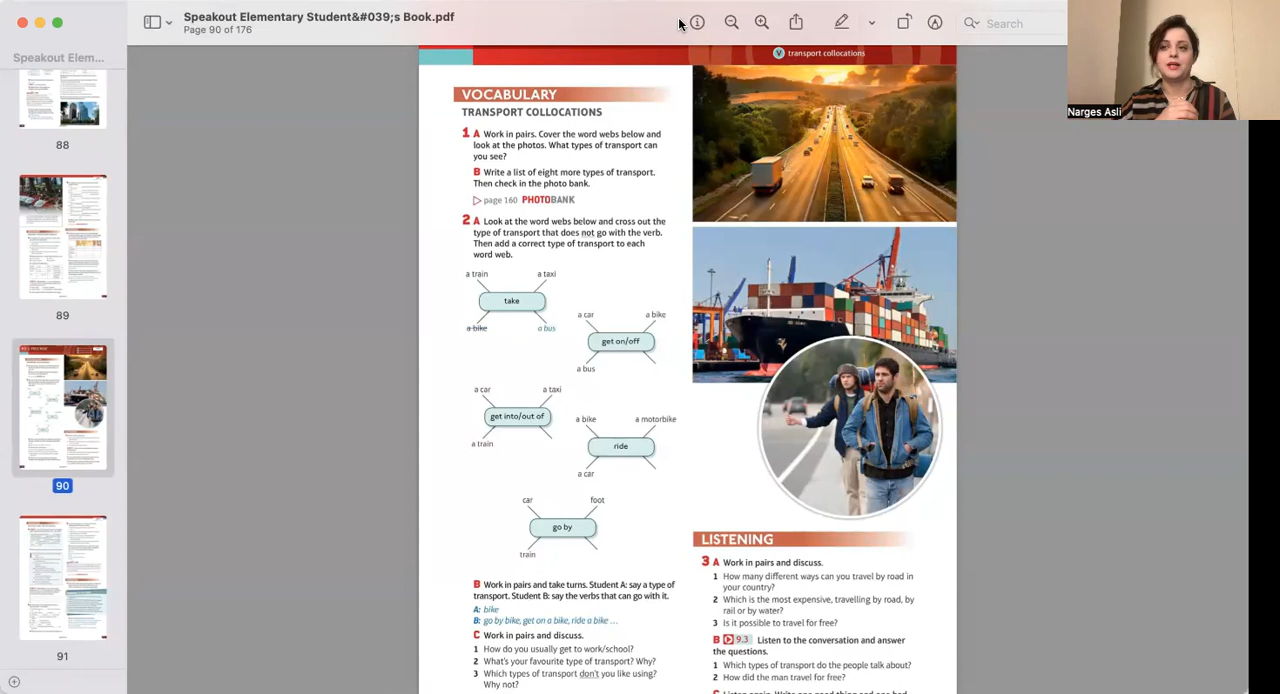 Speakout Elementary Student&#039;s Book.pdf
Page 90 of 176
Search
Speakout Elem...
88
89
90
91
Narges Asli
V transport collocations
VOCABULARY
TRANSPORT COLLOCATIONS
1 A Work in pairs. Cover the word webs below and
look at the photos. What types of transport can
you see?
B Write a list of eight more types of transport.
Then check in the photo bank.
page 160 PHOTOBANK
2 A Look at the word webs below and cross out the
type of transport that does not go with the verb.
Then add a correct type of transport to each
word web.
a train a taxi
take
a bike a bus
a car a bike
get on/off
a bus
a car a taxi
get into/out of
a train
a bike a motorbike
ride
a car
car foot
go by
train
B Work in pairs and take turns. Student A: say a type of
transport. Student B: say the verbs that can go with it.
A: bike
B: go by bike, get on a bike, ride a bike ...
C Work in pairs and discuss.
1 How do you usually get to work/school?
2 What's your favourite type of transport? Why?
3 Which types of transport don't you like using?
Why not?
LISTENING
3 A Work in pairs and discuss.
1 How many different ways can you travel by road in
your country?
2 Which is the most expensive, travelling by road, by
rail or by water?
3 Is it possible to travel for free?
B 9.3 Listen to the conversation and answer
the questions.
1 Which types of transport do the people talk about?
2 How did the man travel for free?